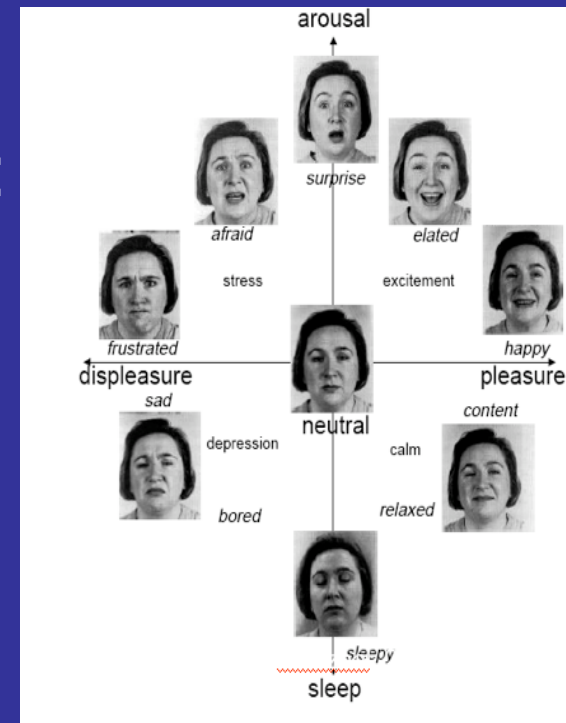 arousal
surprise
afraid
elated
stress
excitement
frustrated
happy
displeasure
pleasure
sad
content
neutral
depression
calm
bored
relaxed
sleepy
sleep